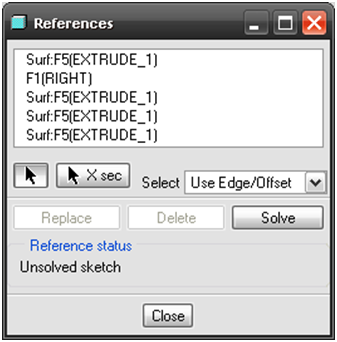 References
Surf:F5(EXTRUDE_1)
F1(RIGHT)
Surf:F5(EXTRUDE_1)
Surf:F5(EXTRUDE_1)
Surf:F5(EXTRUDE_1)
X sec Select Use Edge/Offset
Replace Delete Solve
Reference status
Unsolved sketch
Close